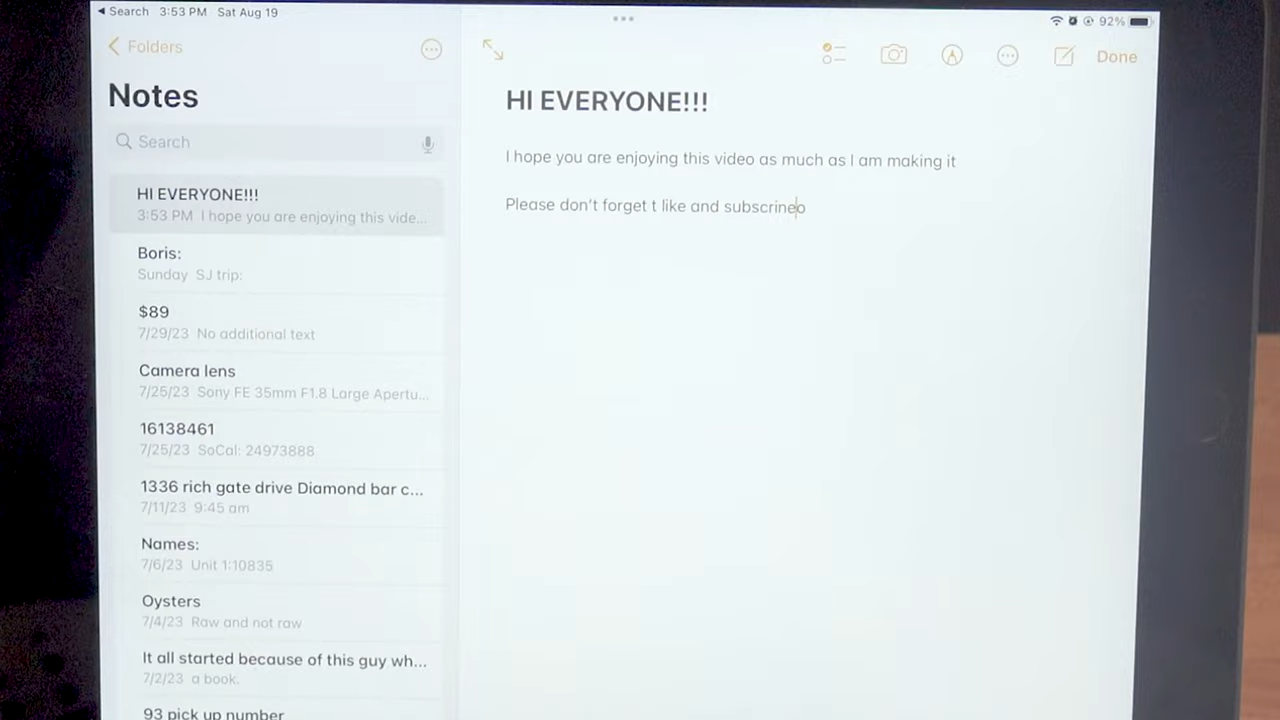 Search 3:53 PM Sat Aug 19
92%
Folders
Notes
Search
HI EVERYONE!!!
3:53 PM I hope you are enjoying this vide...
Boris:
Sunday SJ trip:
$89
7/29/23 No additional text
Camera lens
7/25/23 Sony FE 35mm F1.8 Large Apertu...
16138461
7/25/23 SoCal: 24973888
1336 rich gate drive Diamond bar c...
7/11/23 9:45 am
Names:
7/6/23 Unit 1:10835
Oysters
7/4/23 Raw and not raw
It all started because of this guy wh...
7/2/23 a book.
93 pick up number
Done
HI EVERYONE!!!
I hope you are enjoying this video as much as I am making it
Please don't forget t like and subscrineo